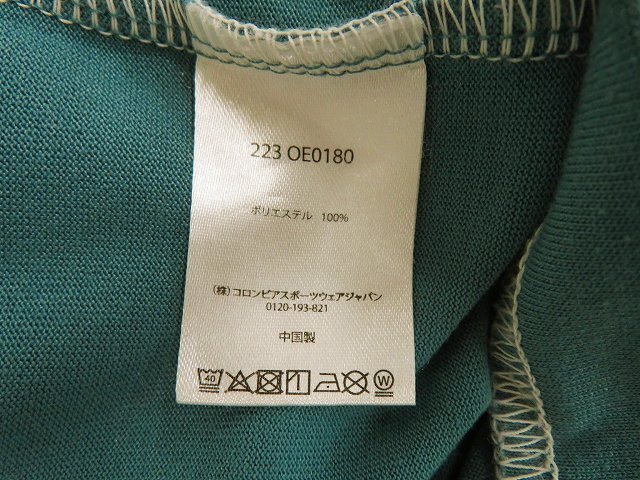 223 OE0180
ポリエステル 100%
(株) コロンビアスポーツウェアジャパン
0120-193-821
中国製
40 W